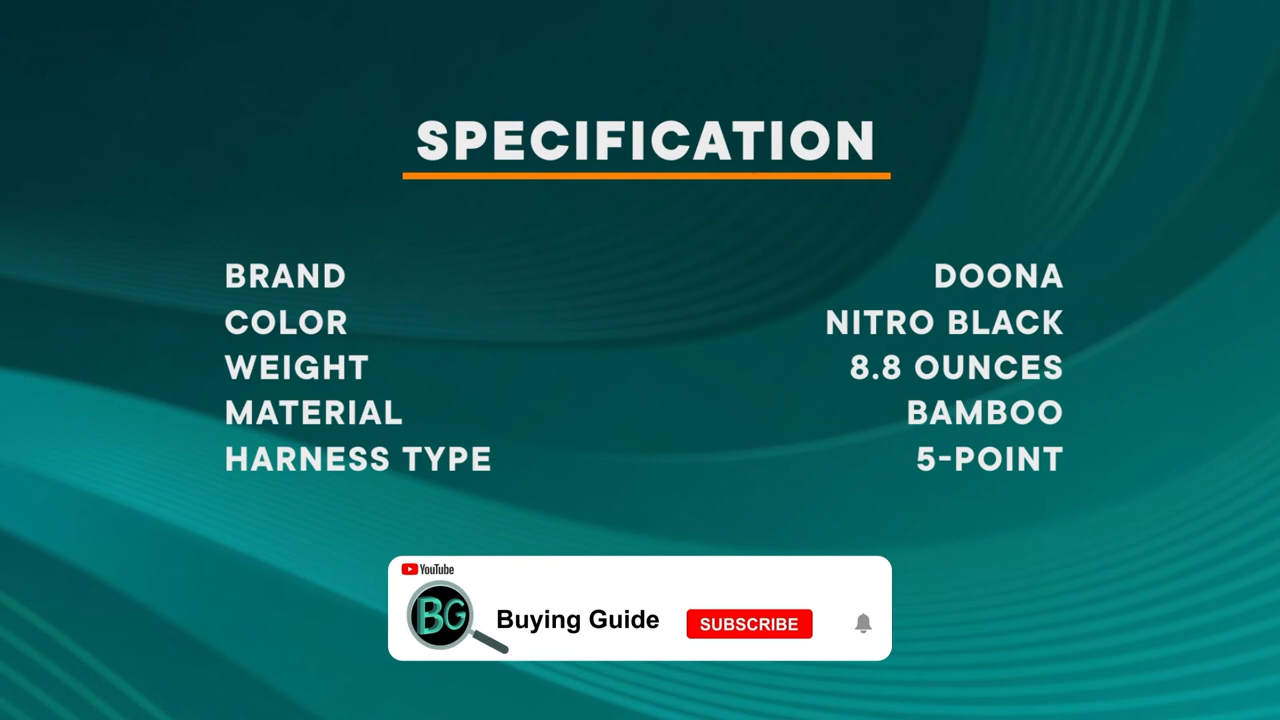 SPECIFICATION
BRAND DOONA
COLOR NITRO BLACK
WEIGHT 8.8 OUNCES
MATERIAL BAMBOO
HARNESS TYPE 5-POINT
YouTube
BG Buying Guide SUBSCRIBE